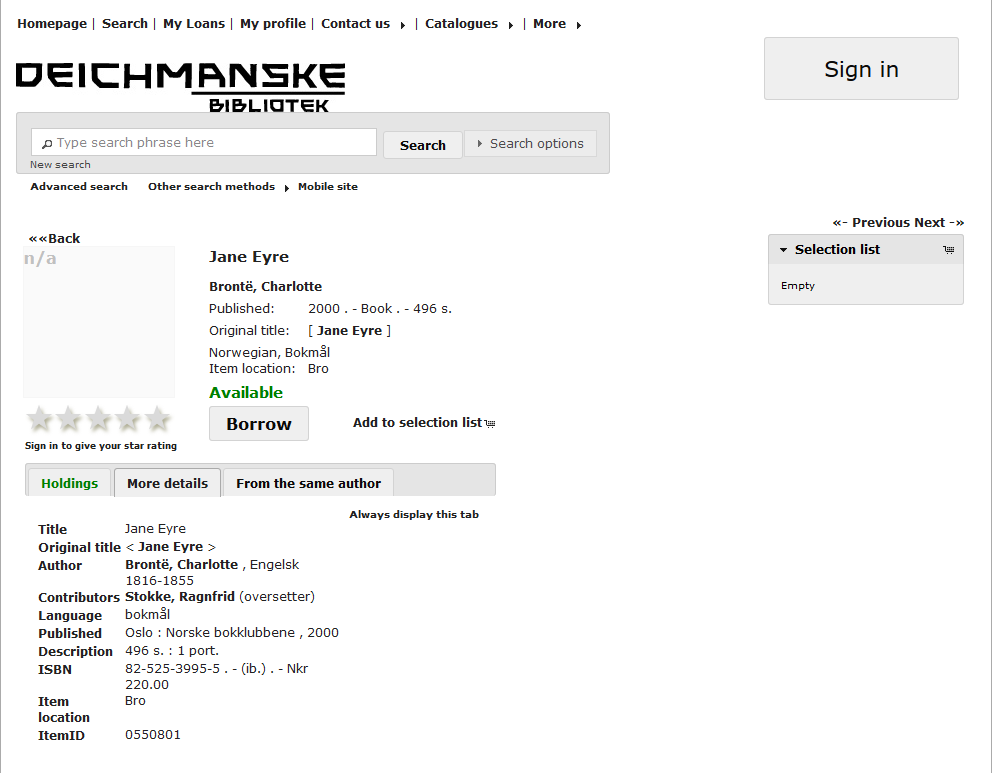 Homepage | Search | My Loans | My profile | Contact us | Catalogues | More
Sign in
DEICHMANSKE
BIBLIOTEK
Type search phrase here
Search
Search options
New search
Advanced search Other search methods Mobile site
«- Previous Next -»
««Back
Selection list
Empty
n/a
Jane Eyre
Brontë, Charlotte
Published: 2000 . - Book . - 496 s.
Original title: [ Jane Eyre ]
Norwegian, Bokmål
Item location: Bro
Available
Borrow
Add to selection list
Sign in to give your star rating
Holdings
More details
From the same author
Always display this tab
Title Jane Eyre
Original title < Jane Eyre >
Author Brontë, Charlotte , Engelsk
1816-1855
Contributors Stokke, Ragnfrid (oversetter)
Language bokmål
Published Oslo : Norske bokklubbene , 2000
Description 496 s. : 1 port.
ISBN 82-525-3995-5 . - (ib.) . - Nkr
220.00
Item Bro
location
ItemID 0550801